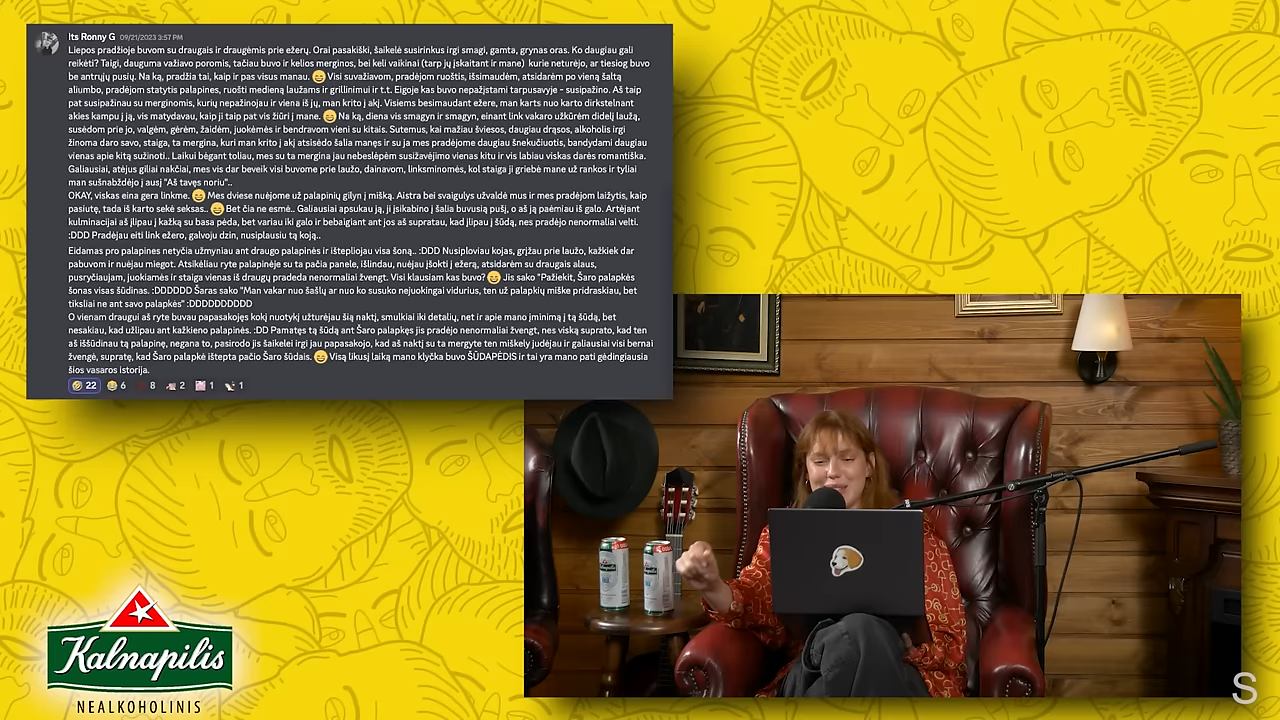 Its Ronny G 09/21/2023 3:57 PM
Liepos pradžioje buvom su draugais ir draugėmis prie ežerų. Orai pasakiški, šaikelė susirinkus irgi smagi, gamta, grynas oras. Ko daugiau gali
reikėti? Taigi, dauguma važiavo poromis, tačiau buvo ir kelios merginos, bei keli vaikinai (tarp jų įskaitant ir mane) kurie neturėjo, ar tiesiog buvo
be antrųjų pusių. Na ką, pradžia tai, kaip ir pas visus manau. 😄 Visi suvažiavom, pradėjom ruoštis, išsimaudėm, atsidarėm po vieną šaltą
aliumbo, pradėjom statytis palapines, ruošti medieną laužams ir grillinimui ir t.t. Eigoje kas buvo nepažįstami tarpusavyje - susipažino. Aš taip
pat susipažinau su merginomis, kurių nepažinojau ir viena iš jų, man krito į akį. Visiems besimaudant ežere, man karts nuo karto dirkstelnant
akies kampu į ją, vis matydavau, kaip ji taip pat vis žiūri į mane. 😄 Na ką, diena vis smagyn ir smagyn, einant link vakaro užkūrėm didelį laužą,
susėdom prie jo, valgėm, gėrėm, žaidėm, juokėmės ir bendravom vieni su kitais. Sutemus, kai mažiau šviesos, daugiau drąsos, alkoholis irgi
žinoma daro savo, staiga, ta mergina, kuri man krito į akį atsisėdo šalia manęs ir su ja mes pradėjome daugiau šnekučiuotis, bandydami daugiau
vienas apie kitą sužinoti.. Laikui bėgant toliau, mes su ta mergina jau nebeslėpėm susižavėjimo vienas kitu ir vis labiau viskas darės romantiška.
Galiausiai, atėjus giliai nakčiai, mes vis dar beveik visi buvome prie laužo, dainavom, linksminomės, kol staiga ji griebė mane už rankos ir tyliai
man sušnabždėjo į ausį "Aš tavęs noriu"..
OKAY, viskas eina gera linkme. 😄 Mes dviese nuėjome už palapinių gilyn į mišką. Aistra bei svaigulys užvaldė mus ir mes pradėjom laižytis, kaip
pasiutę, tada iš karto sekė seksas.. 😄 Bet čia ne esmė.. Galiausiai apsukau ją, ji įsikabino į šalia buvusią pušį, o aš ją paėmiau iš galo. Artėjant
kulminacijai aš įlipau į kažką su basa pėda, bet variau iki galo ir bebaigiant ant jos aš supratau, kad įlipau į šūdą, nes pradėjo nenormaliai velti.
:DDD Pradėjau eiti link ežero, galvoju dzin, nusiplausiu tą koją..
Eidamas pro palapines netyčia užmyniau ant draugo palapinės ir ištepliojau visa šoną.. :DDD Nusiploviau kojas, grįžau prie laužo, kažkiek dar
pabuvom ir nuėjau miegot. Atsikėliau ryte palapinėje su ta pačia panele, išlindau, nuėjau įšokti į ežerą, atsidarėm su draugais alaus,
pusryčiaujam, juokiamės ir staiga vienas iš draugų pradeda nenormaliai žvengt. Visi klausiam kas buvo? 😄 Jis sako "Pažiekit, Šaro palapkės
šonas visas šūdinas. :DDDDDD Šaras sako "Man vakar nuo šašlų ar nuo ko susuko nejuokingai vidurius, ten už palapkių miške pridraskiau, bet
tiksliai ne ant savo palapkės" :DDDDDDDDDD
O vienam draugui aš ryte buvau papasakojęs kokį nuotykį užturėjau šią naktį, smulkiai iki detalių, net ir apie mano įmynimą į tą šūdą, bet
nesakiau, kad užlipau ant kažkieno palapinės. :DD Pamatęs tą šūdą ant Šaro palapkęs jis pradėjo nenormaliai žvengt, nes viską suprato, kad ten
aš iššūdinau tą palapinę, negana to, pasirodo jis šaikelei irgi jau papasakojo, kad aš naktį su ta mergyte ten miškely judėjau ir galiausiai visi bernai
žvengė, supratę, kad Šaro palapkė ištepta pačio Šaro šūdais. 😄 Visą likusį laiką mano klyčka buvo ŠŪDAPĖDIS ir tai yra mano pati gėdingiausia
šios vasaros istorija.
22 6 8 2 1 1
Kalnapilis
NEALKOHOLINIS
S